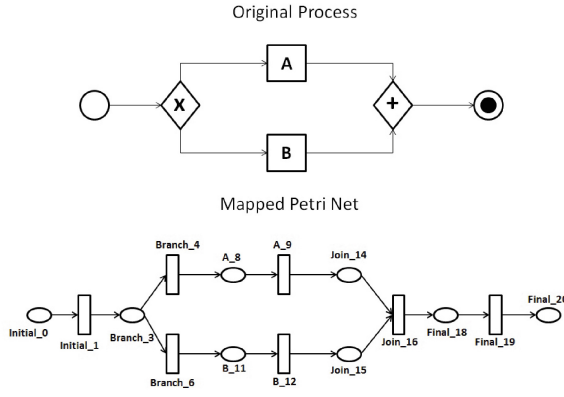 Original Process
A
X
+
B
Mapped Petri Net
Branch_4
A_8
A_9
Join_14
Final_20
Initial_0
Initial_1
Branch_3
Join_16
Final_18
Final_19
Branch_6
B_11
B_12
Join_15